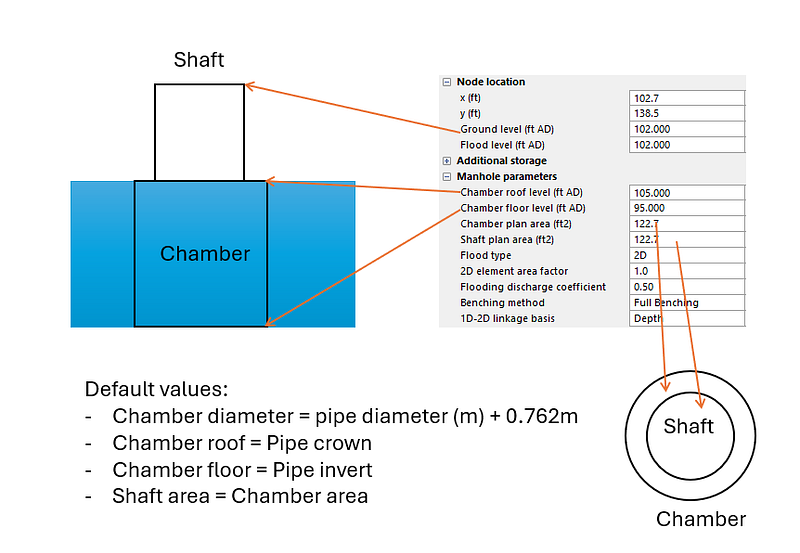 Shaft
Chamber
Node location
x (ft) 102.7
y (ft) 138.5
Ground level (ft AD) 102.000
Flood level (ft AD) 102.000
Additional storage
Manhole parameters
Chamber roof level (ft AD) 105.000
Chamber floor level (ft AD) 95.000
Chamber plan area (ft2) 122.7
Shaft plan area (ft2) 122.7
Flood type 2D
2D element area factor 1.0
Flooding discharge coefficient 0.50
Benching method Full Benching
1D-2D linkage basis Depth
Default values:
- Chamber diameter = pipe diameter (m) + 0.762m
- Chamber roof = Pipe crown
- Chamber floor = Pipe invert
- Shaft area = Chamber area
Shaft
Chamber